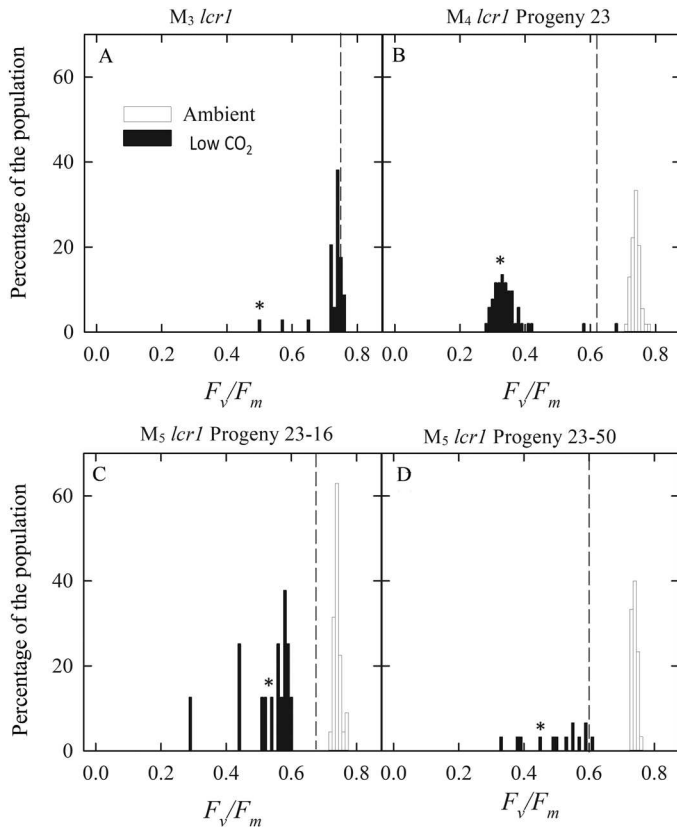 M₃ lcr1
M₄ lcr1 Progeny 23
A
B
60
40
20
0
Percentage of the population
Ambient
Low CO₂
*
*
0.0 0.2 0.4 0.6 0.8
0.0 0.2 0.4 0.6 0.8
Fᵥ/Fₘ
Fᵥ/Fₘ
M₅ lcr1 Progeny 23-16
M₅ lcr1 Progeny 23-50
C
D
60
40
20
0
Percentage of the population
*
*
0.0 0.2 0.4 0.6 0.8
0.0 0.2 0.4 0.6 0.8
Fᵥ/Fₘ
Fᵥ/Fₘ